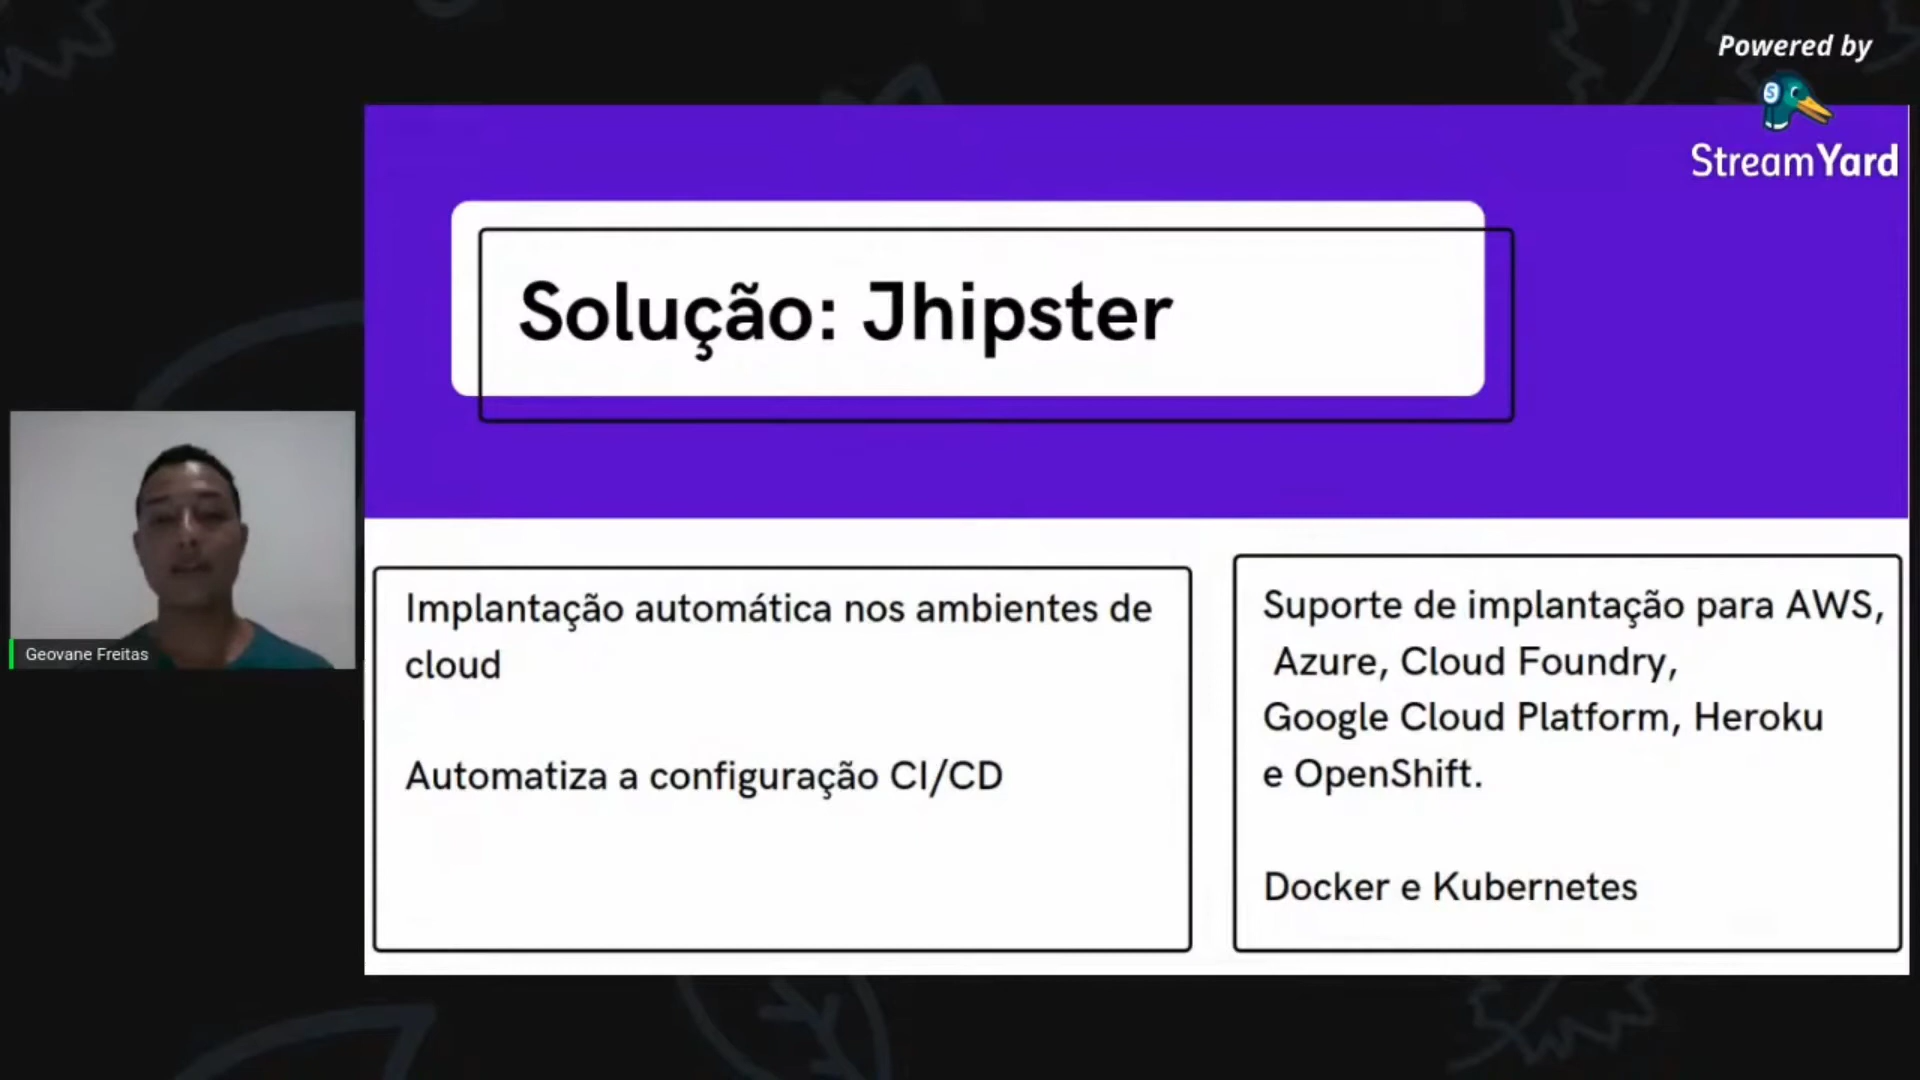 Powered by
StreamYard
Solução: Jhipster
Geovane Freitas
Implantação automática nos ambientes de
cloud
Automatiza a configuração CI/CD
Suporte de implantação para AWS,
Azure, Cloud Foundry,
Google Cloud Platform, Heroku
e OpenShift.
Docker e Kubernetes